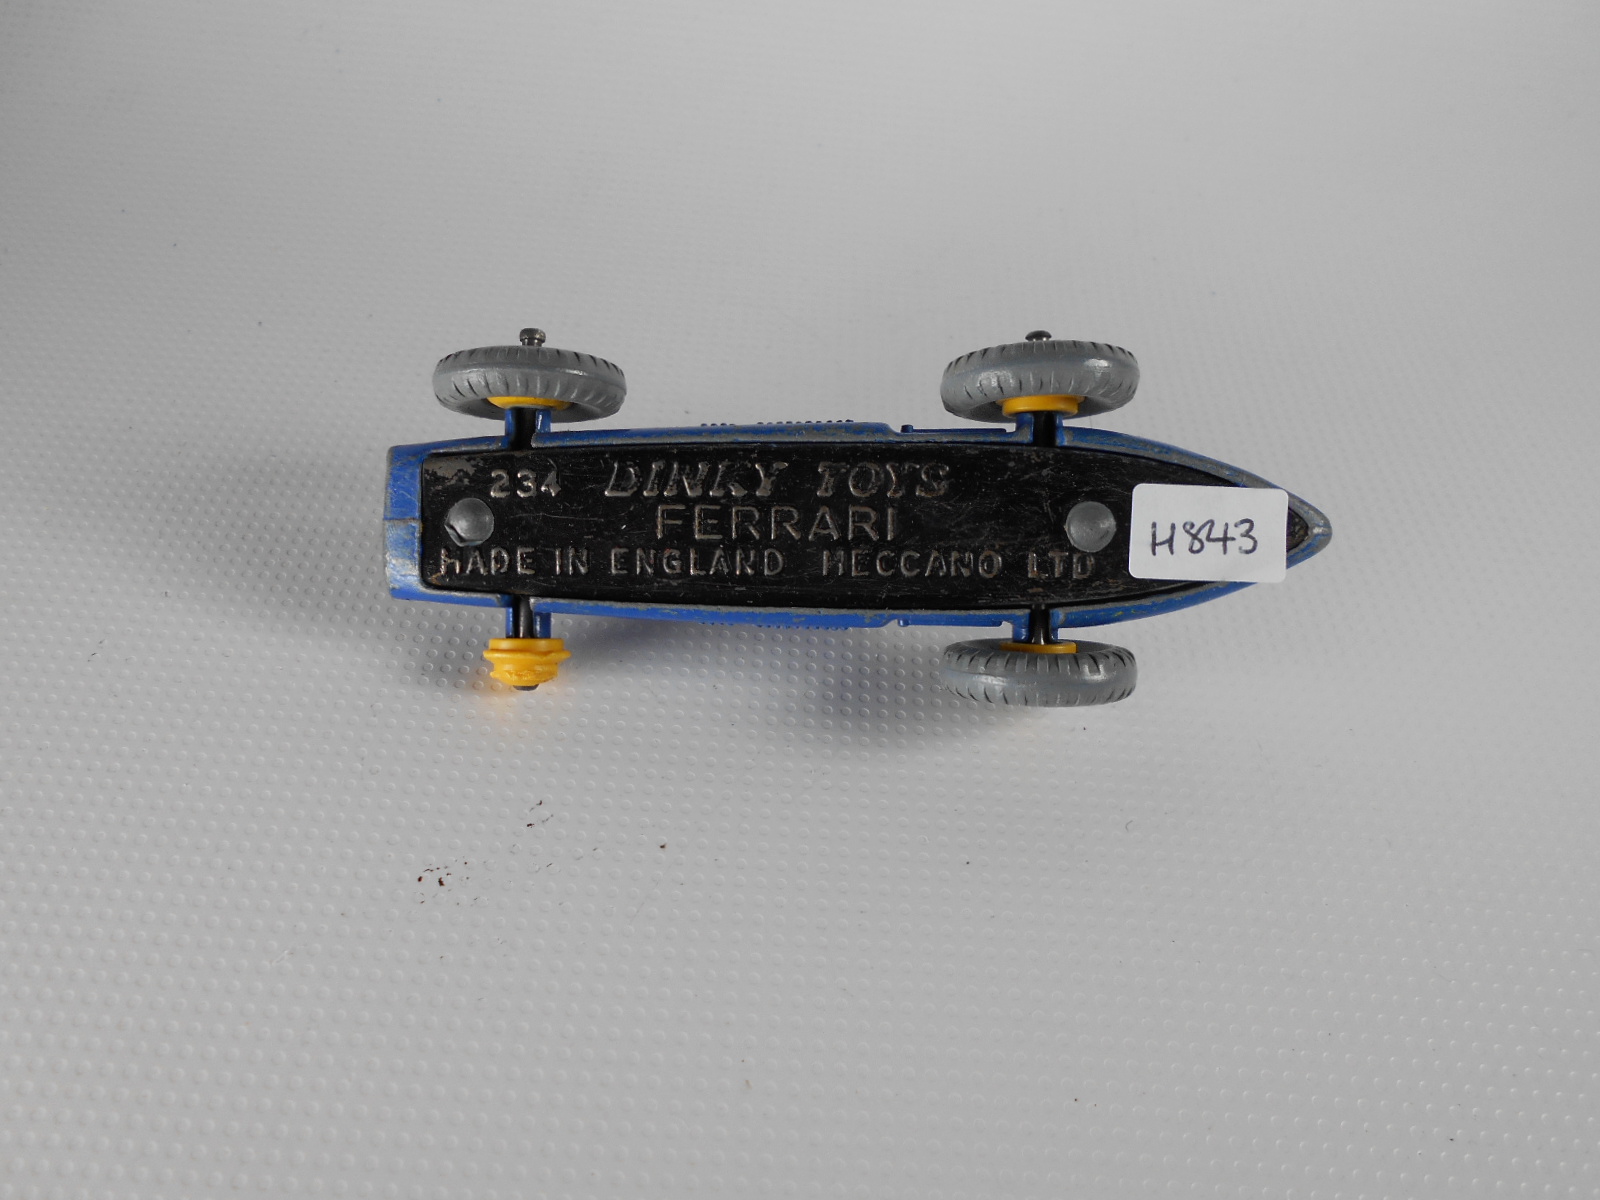 234 DINKY TOYS
FERRARI
MADE IN ENGLAND MECCANO LTD
H843